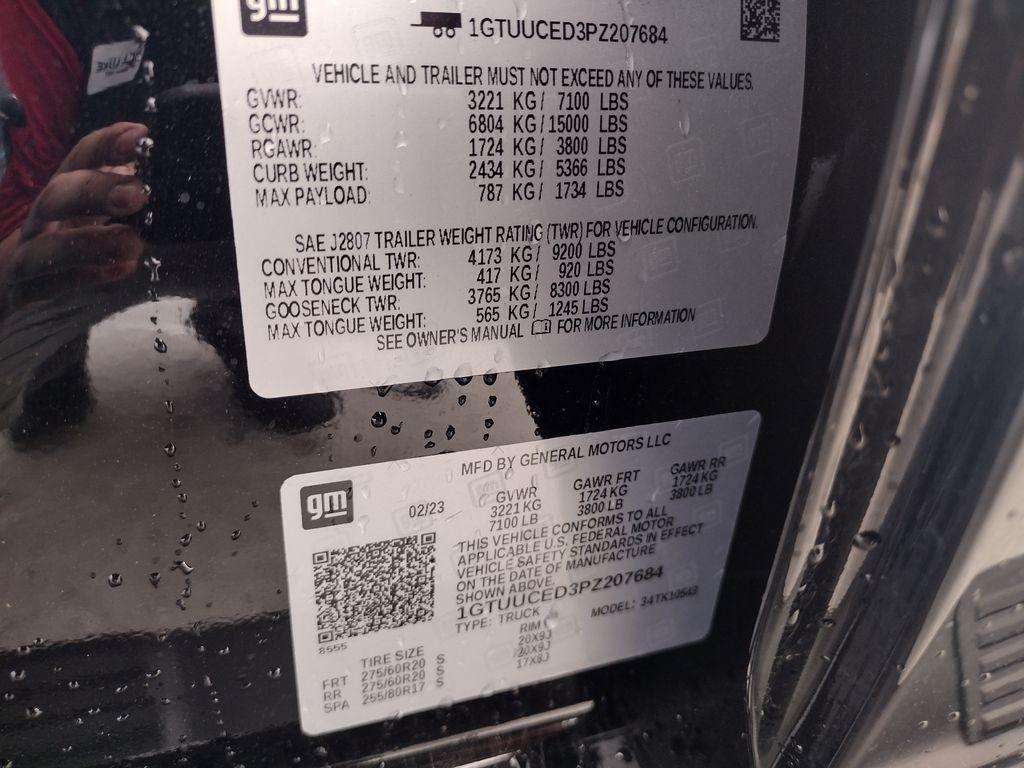 gm
1GTUUCED3PZ207684
VEHICLE AND TRAILER MUST NOT EXCEED ANY OF THESE VALUES.
GVWR: 3221 KG/ 7100 LBS
GCWR: 6804 KG/ 15000 LBS
RGAWR: 1724 KG/ 3800 LBS
CURB WEIGHT: 2434 KG/ 5366 LBS
MAX PAYLOAD: 787 KG/ 1734 LBS
SAE J2807 TRAILER WEIGHT RATING (TWR) FOR VEHICLE CONFIGURATION.
CONVENTIONAL TWR: 4173 KG/ 9200 LBS
MAX TONGUE WEIGHT: 417 KG/ 920 LBS
GOOSENECK TWR: 3765 KG/ 8300 LBS
MAX TONGUE WEIGHT: 565 KG/ 1245 LBS
SEE OWNER'S MANUAL FOR MORE INFORMATION
MFD BY GENERAL MOTORS LLC
gm
02/23
GVWR GAWR FRT GAWR RR
3221 KG 1724 KG 1724 KG
7100 LB 3800 LB 3800 LB
THIS VEHICLE CONFORMS TO ALL
APPLICABLE U.S. FEDERAL MOTOR
VEHICLE SAFETY STANDARDS IN EFFECT
ON THE DATE OF MANUFACTURE
SHOWN ABOVE.
1GTUUCED3PZ207684
TYPE: TRUCK MODEL: 34TK10543
8555
TIRE SIZE RIM
FRT 275/60R20 S 20X9J
RR 275/60R20 S 20X9J
SPA 255/80R17 S 17X8J